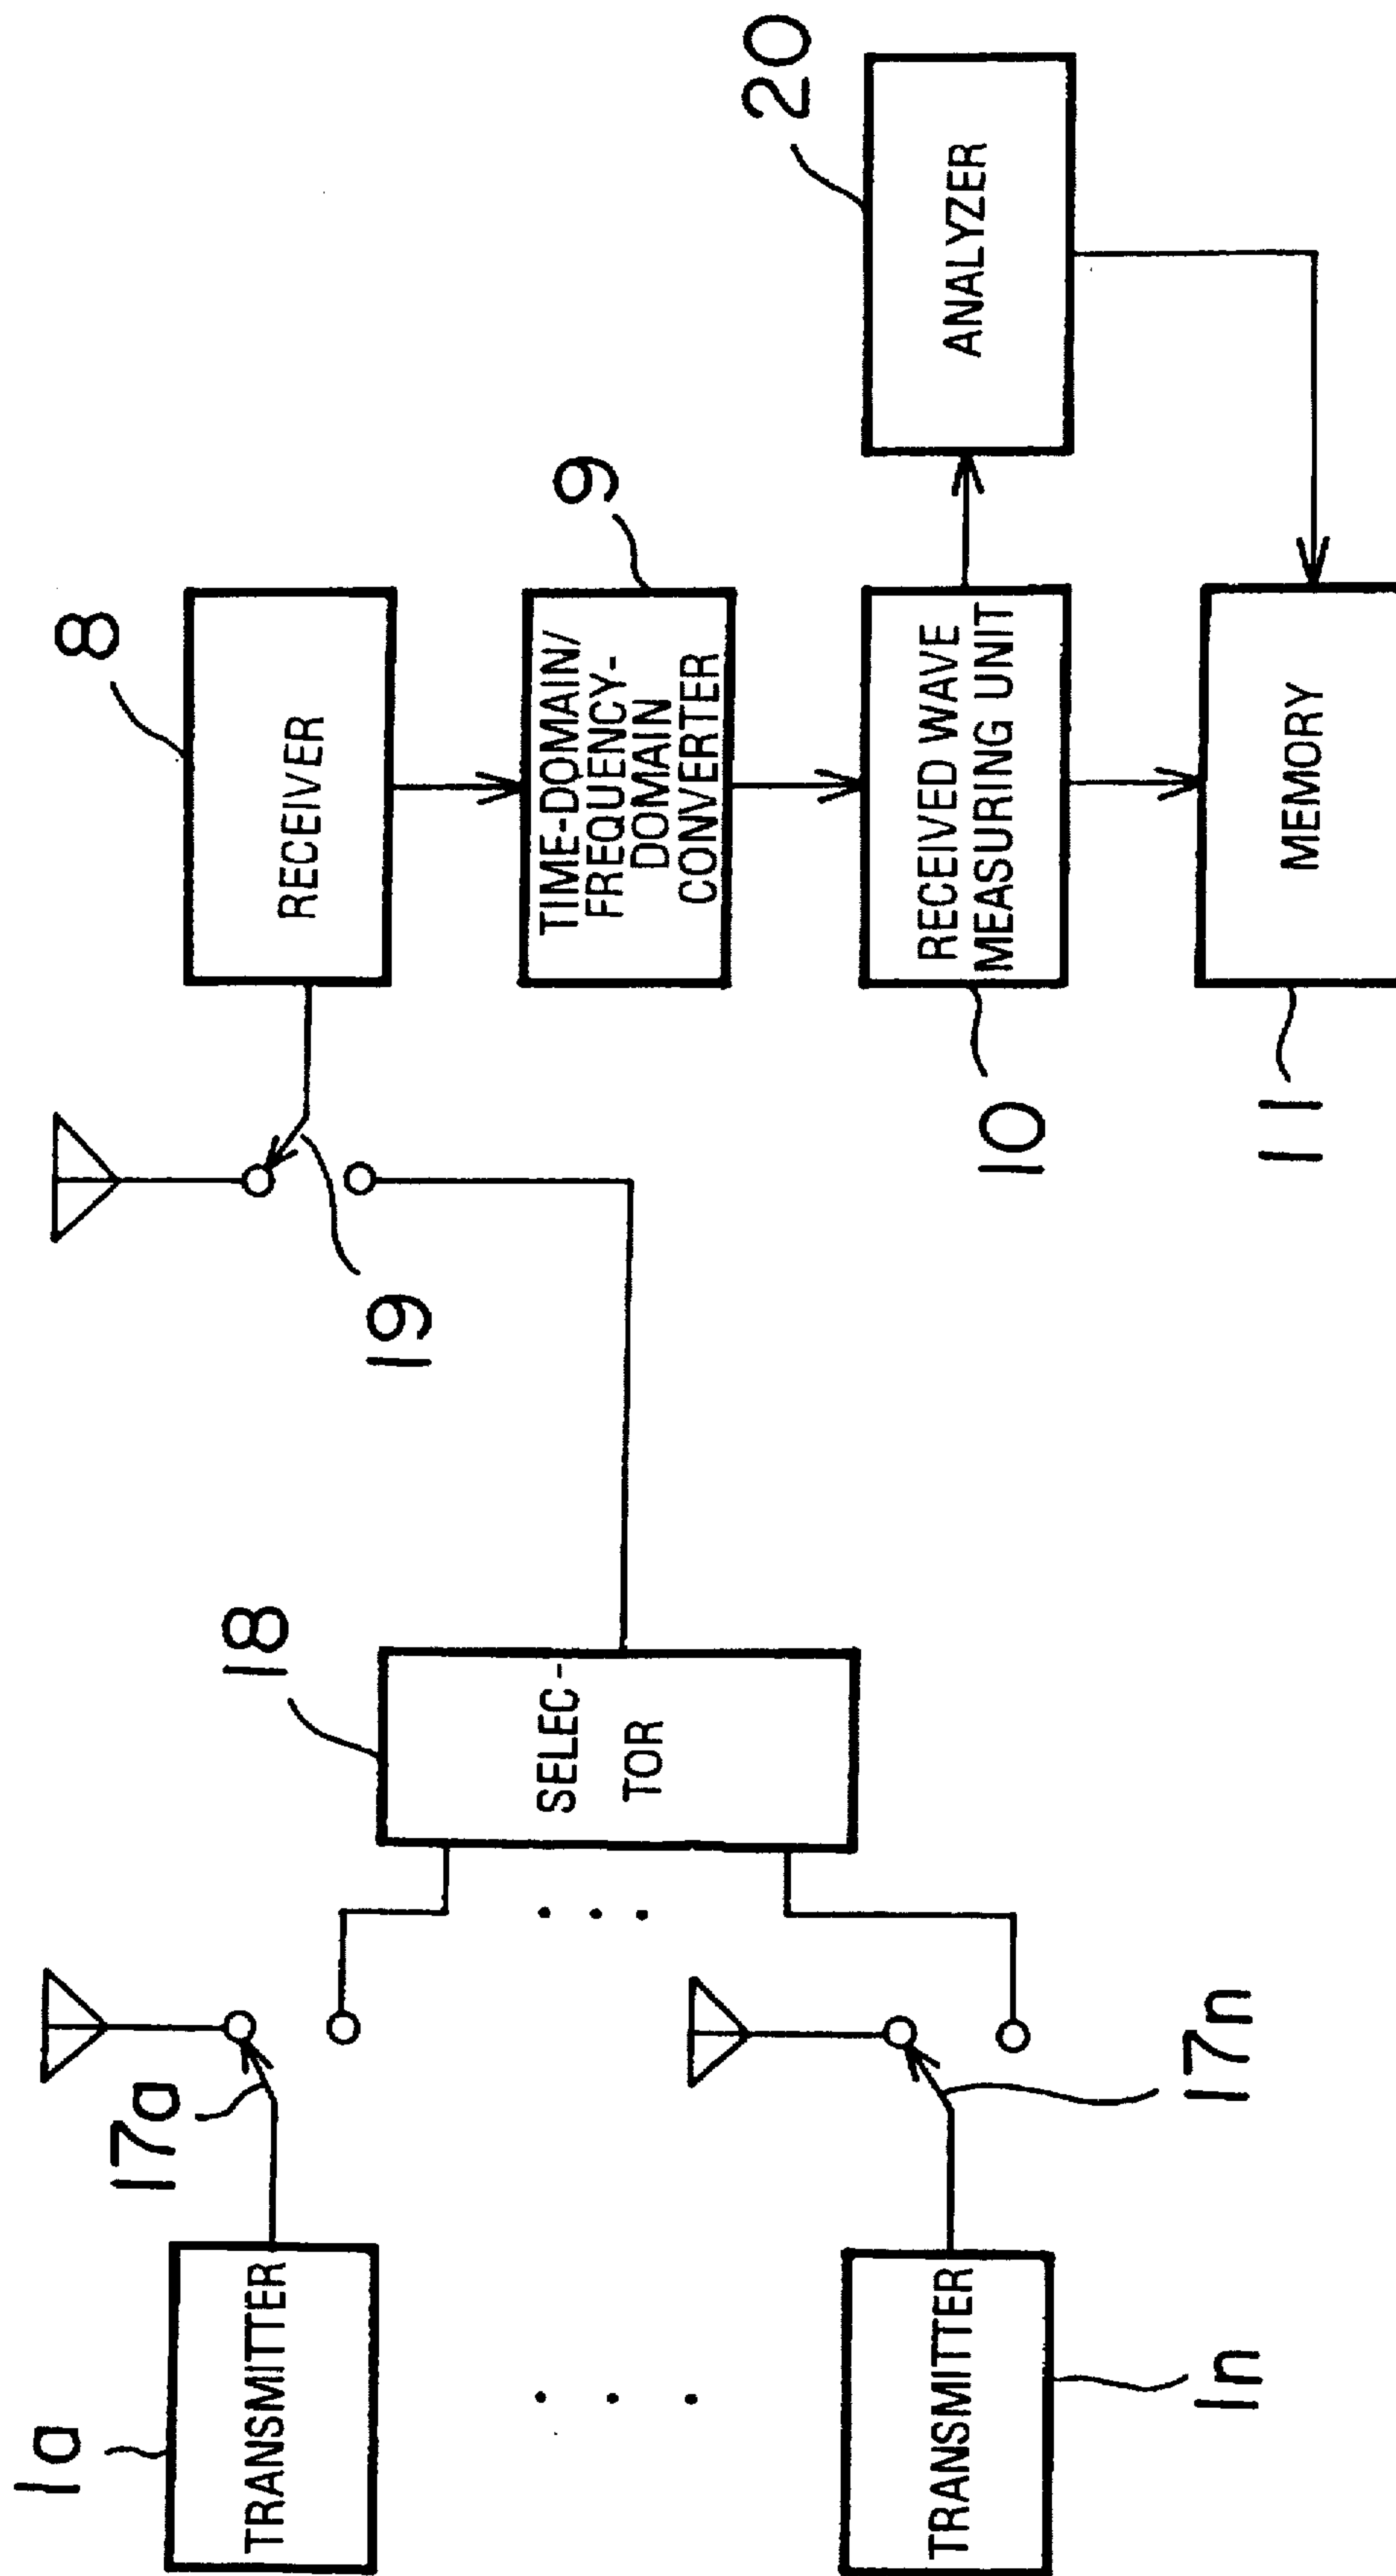 1a
TRANSMITTER
17a
1n
TRANSMITTER
17n
18
SELEC-
TOR
19
8
RECEIVER
9
TIME-DOMAIN/
FREQUENCY-
DOMAIN
CONVERTER
10
RECEIVED WAVE
MEASURING UNIT
11
MEMORY
20
ANALYZER